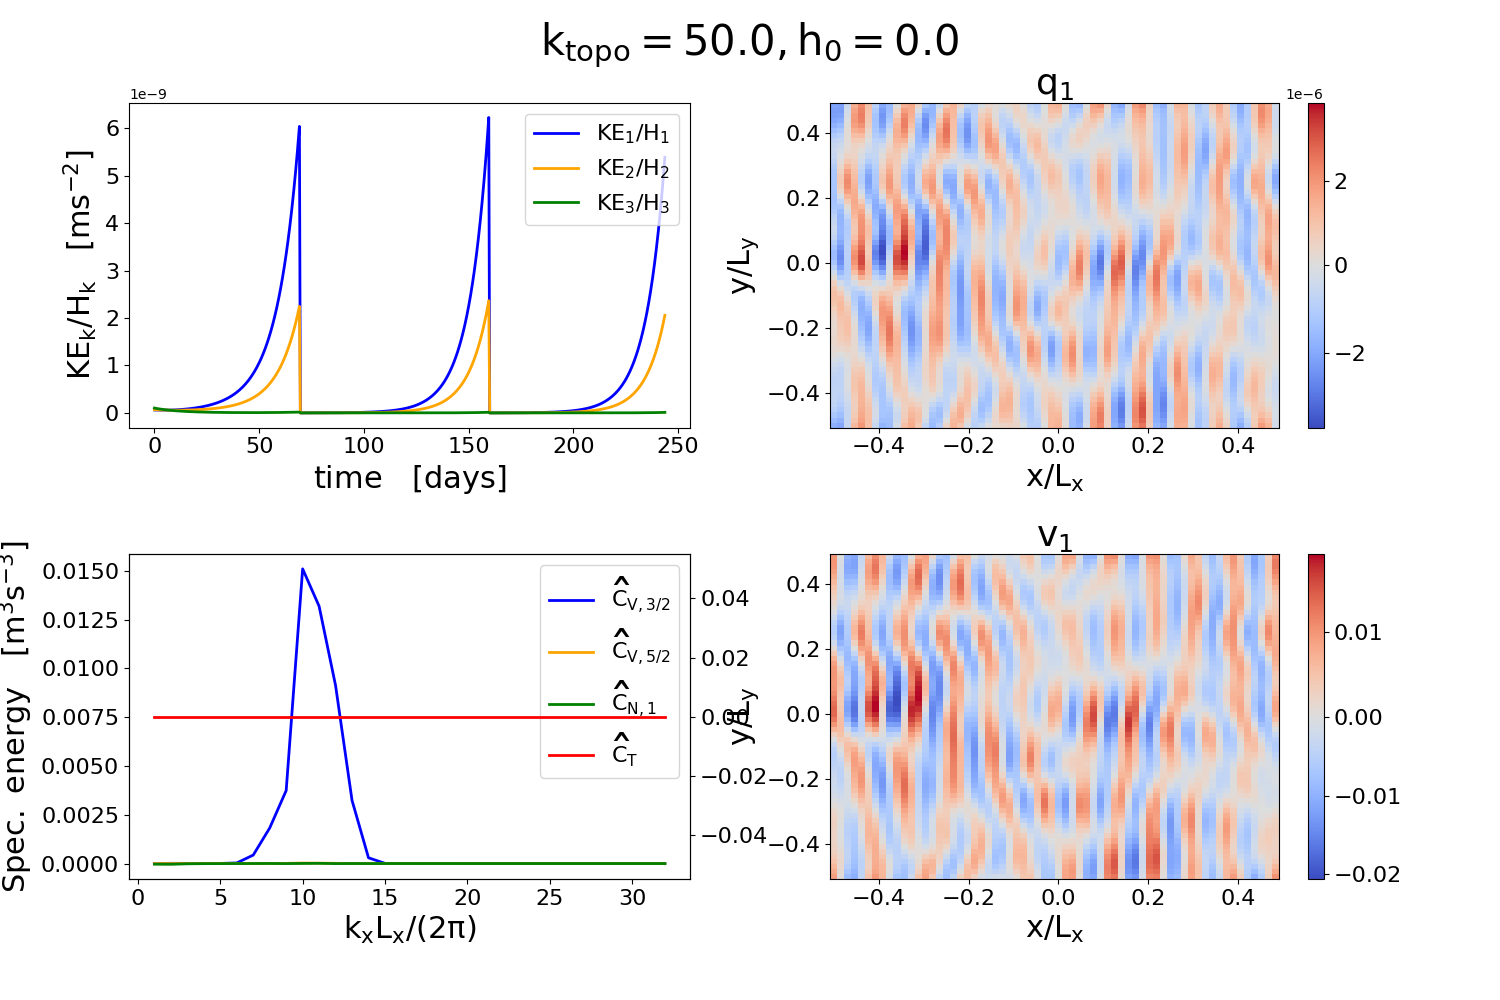 k_topo = 50.0, h_0 = 0.0
1e−9
KE_k/H_k [ms^−2]
6
5
4
3
2
1
0
KE_1/H_1
KE_2/H_2
KE_3/H_3
0 50 100 150 200 250
time [days]
q_1
1e−6
y/L_y
0.4
0.2
0.0
−0.2
−0.4
−0.4 −0.2 0.0 0.2 0.4
x/L_x
2
0
−2
Spec. energy [m^3s^−3]
0.0150
0.0125
0.0100
0.0075
0.0050
0.0025
0.0000
Ĉ_V,3/2
Ĉ_V,5/2
Ĉ_N,1
Ĉ_T
0.04
0.02
0.00
−0.02
−0.04
0 5 10 15 20 25 30
k_xL_x/(2π)
v_1
y/L_y
0.4
0.2
0.0
−0.2
−0.4
−0.4 −0.2 0.0 0.2 0.4
x/L_x
0.01
0.00
−0.01
−0.02